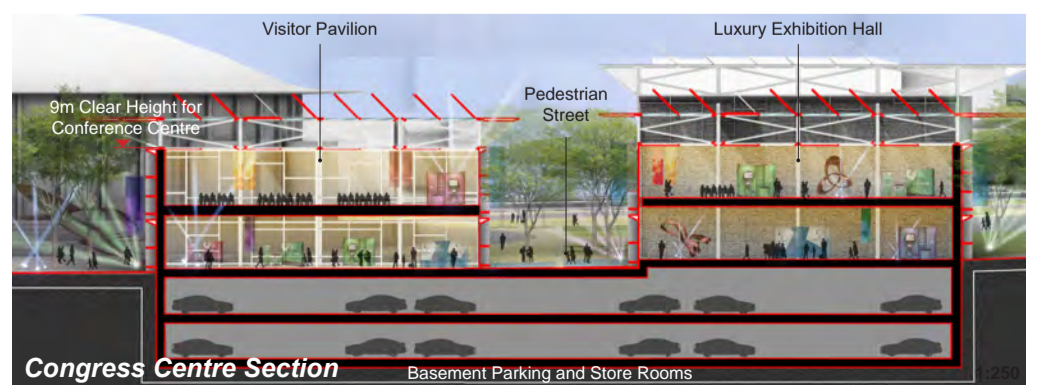 Visitor Pavilion
Luxury Exhibition Hall
9m Clear Height for
Conference Centre
Pedestrian
Street
Congress Centre Section
Basement Parking and Store Rooms
1:250